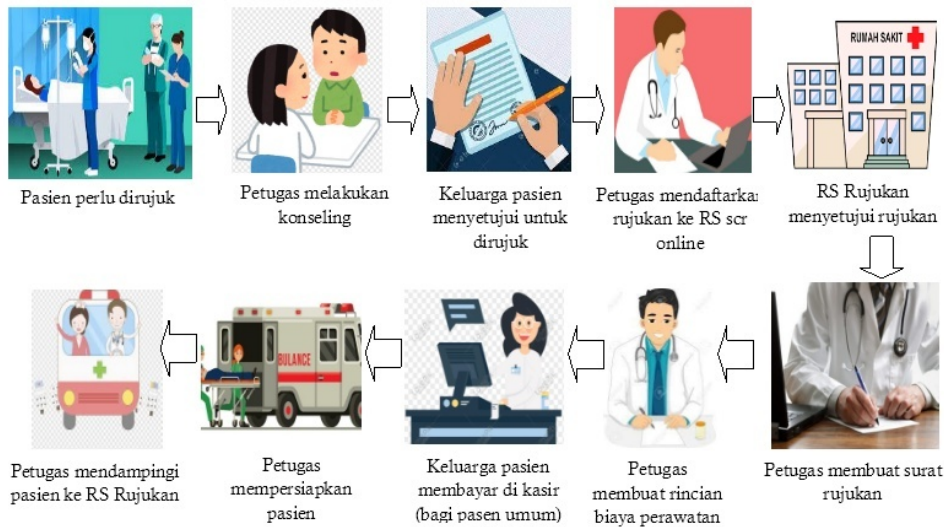 RUMAH SAKIT
Pasien perlu dirujuk
Petugas melakukan
konseling
Keluarga pasien
menyetujui untuk
dirujuk
Petugas mendaftarkan
rujukan ke RS scr
online
RS Rujukan
menyetujui rujukan
BULANCE
Petugas mendampingi
pasien ke RS Rujukan
Petugas
mempersiapkan
pasien
Keluarga pasien
membayar di kasir
(bagi pasen umum)
Petugas
membuat rincian
biaya perawatan
Petugas membuat surat
rujukan